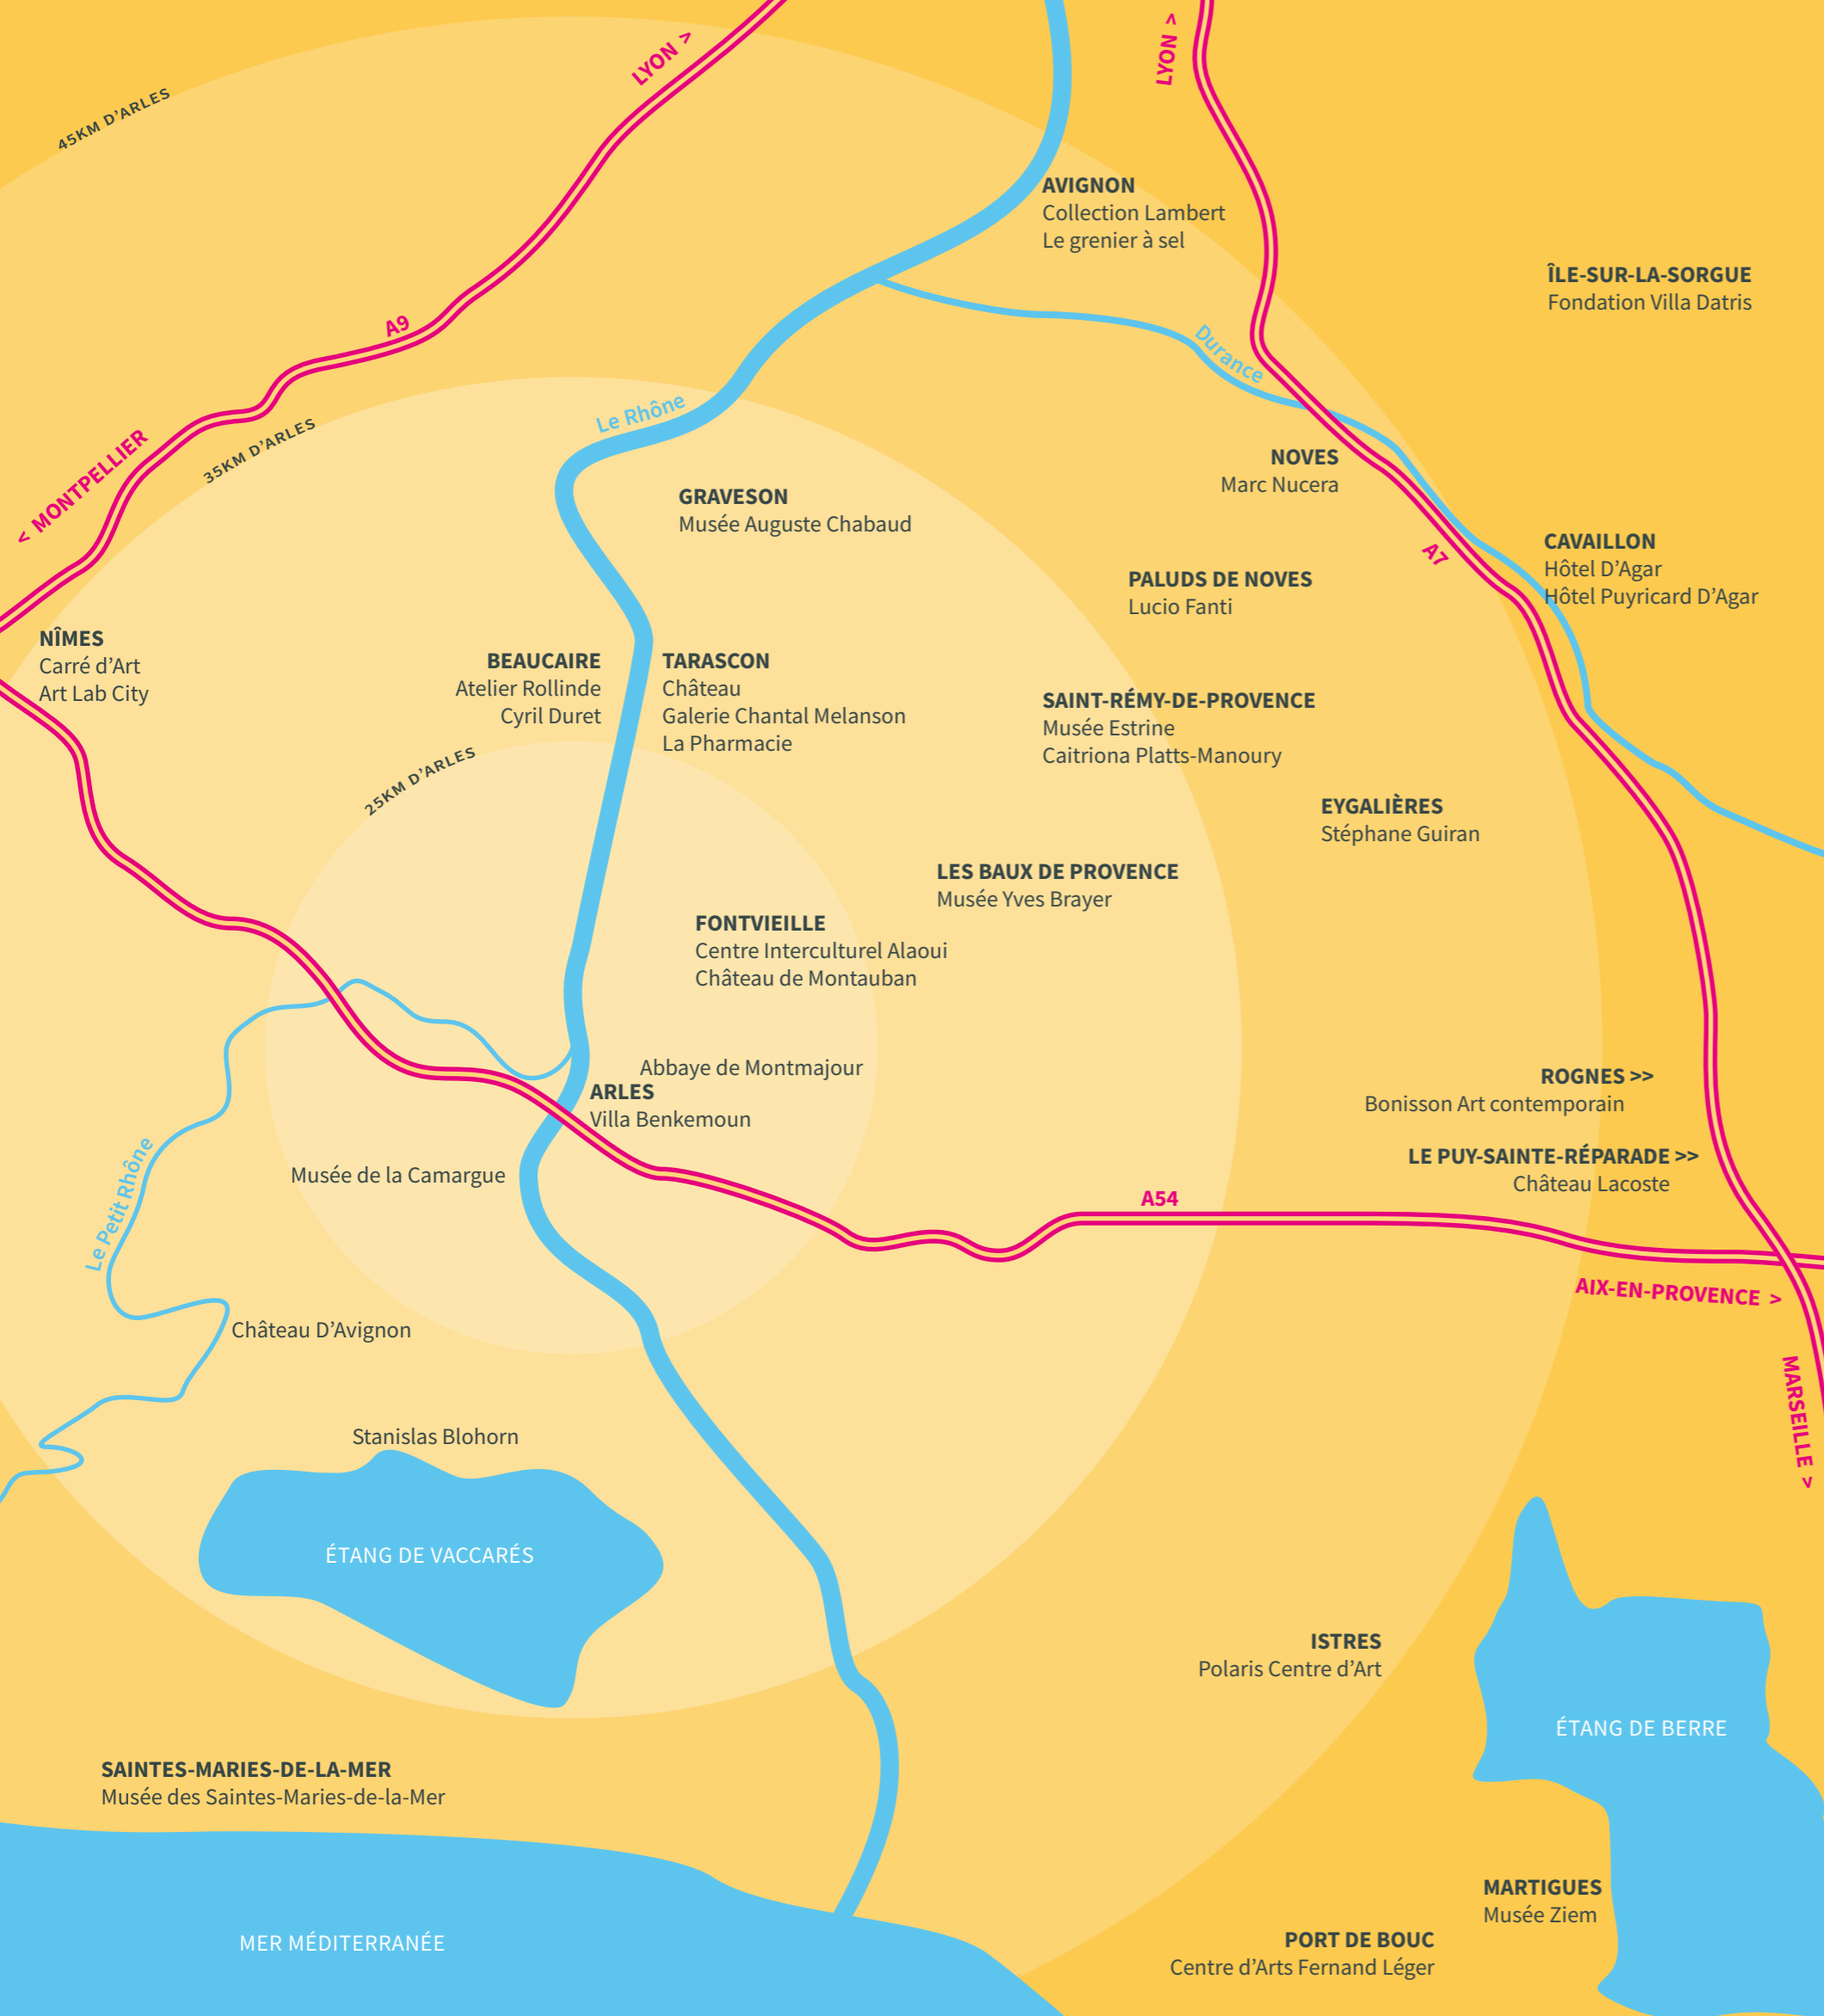 LYON >
LYON >
45KM D'ARLES
AVIGNON
Collection Lambert
Le grenier à sel
ÎLE-SUR-LA-SORGUE
Fondation Villa Datris
A9
Durance
Le Rhône
35KM D'ARLES
< MONTPELLIER
NOVES
Marc Nucera
GRAVESON
Musée Auguste Chabaud
A7
CAVAILLON
Hôtel D'Agar
Hôtel Puyricard D'Agar
PALUDS DE NOVES
Lucio Fanti
NÎMES
Carré d'Art
Art Lab City
BEAUCAIRE
Atelier Rollinde
Cyril Duret
TARASCON
Château
Galerie Chantal Melanson
La Pharmacie
SAINT-RÉMY-DE-PROVENCE
Musée Estrine
Caitriona Platts-Manoury
25KM D'ARLES
EYGALIÈRES
Stéphane Guiran
LES BAUX DE PROVENCE
Musée Yves Brayer
FONTVIEILLE
Centre Interculturel Alaoui
Château de Montauban
Abbaye de Montmajour
ARLES
Villa Benkemoun
ROGNES >>
Bonisson Art contemporain
LE PUY-SAINTE-RÉPARADE >>
Château Lacoste
Musée de la Camargue
Le Petit Rhône
A54
AIX-EN-PROVENCE >
Château D'Avignon
MARSEILLE >
Stanislas Blohorn
ÉTANG DE VACCARÉS
ISTRES
Polaris Centre d'Art
ÉTANG DE BERRE
SAINTES-MARIES-DE-LA-MER
Musée des Saintes-Maries-de-la-Mer
MARTIGUES
Musée Ziem
PORT DE BOUC
Centre d'Arts Fernand Léger
MER MÉDITERRANÉE